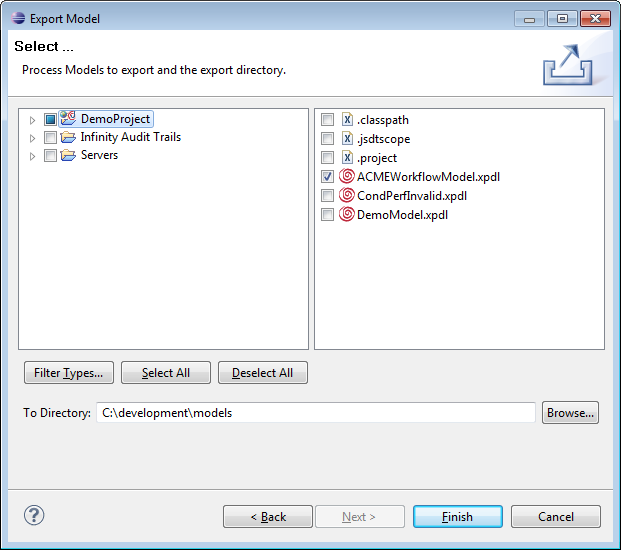 Export Model
Select ...
Process Models to export and the export directory.
DemoProject
Infinity Audit Trails
Servers
.classpath
.jsdtscope
.project
ACMEWorkflowModel.xpdl
CondPerfInvalid.xpdl
DemoModel.xpdl
Filter Types... Select All Deselect All
To Directory: C:\development\models Browse...
? < Back Next > Finish Cancel